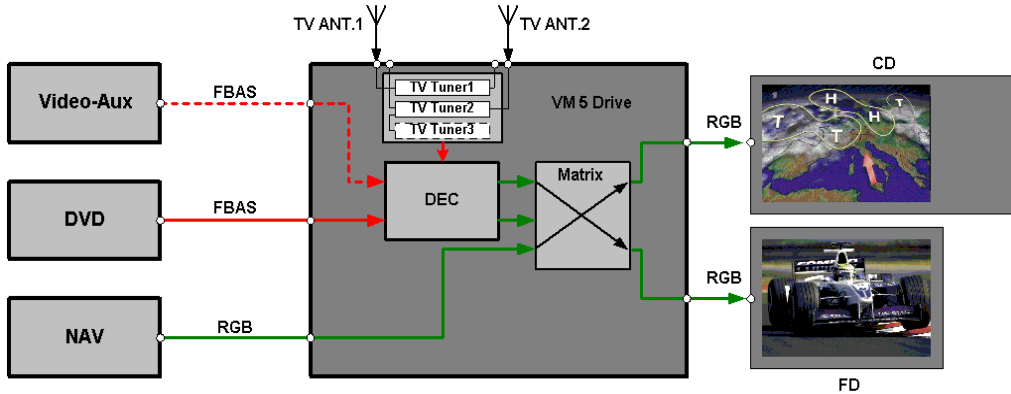 TV ANT.1
TV ANT.2
CD
Video-Aux
FBAS
TV Tuner1
TV Tuner2
TV Tuner3
VM 5 Drive
RGB
H
H
T
T
T
DEC
Matrix
DVD
FBAS
RGB
NAV
RGB
FD